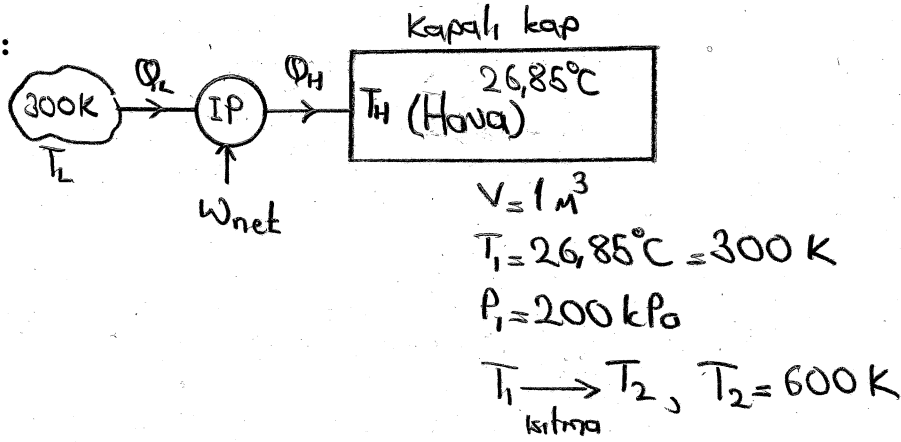 :
Kapalı kap
300K
T_L
Q_L
IP
W_net
Q_H
T_H (Hava)
26,85°C
V = 1 m³
T₁ = 26,85°C = 300 K
P₁ = 200 kPa
T₁ → T₂, T₂ = 600 K
ısıtma